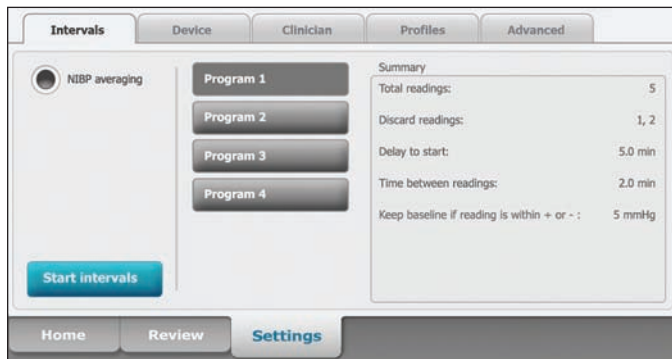 Intervals Device Clinician Profiles Advanced
NIBP averaging
Start intervals
Program 1
Program 2
Program 3
Program 4
Summary
Total readings: 5
Discard readings: 1, 2
Delay to start: 5.0 min
Time between readings: 2.0 min
Keep baseline if reading is within + or - : 5 mmHg
Home Review Settings